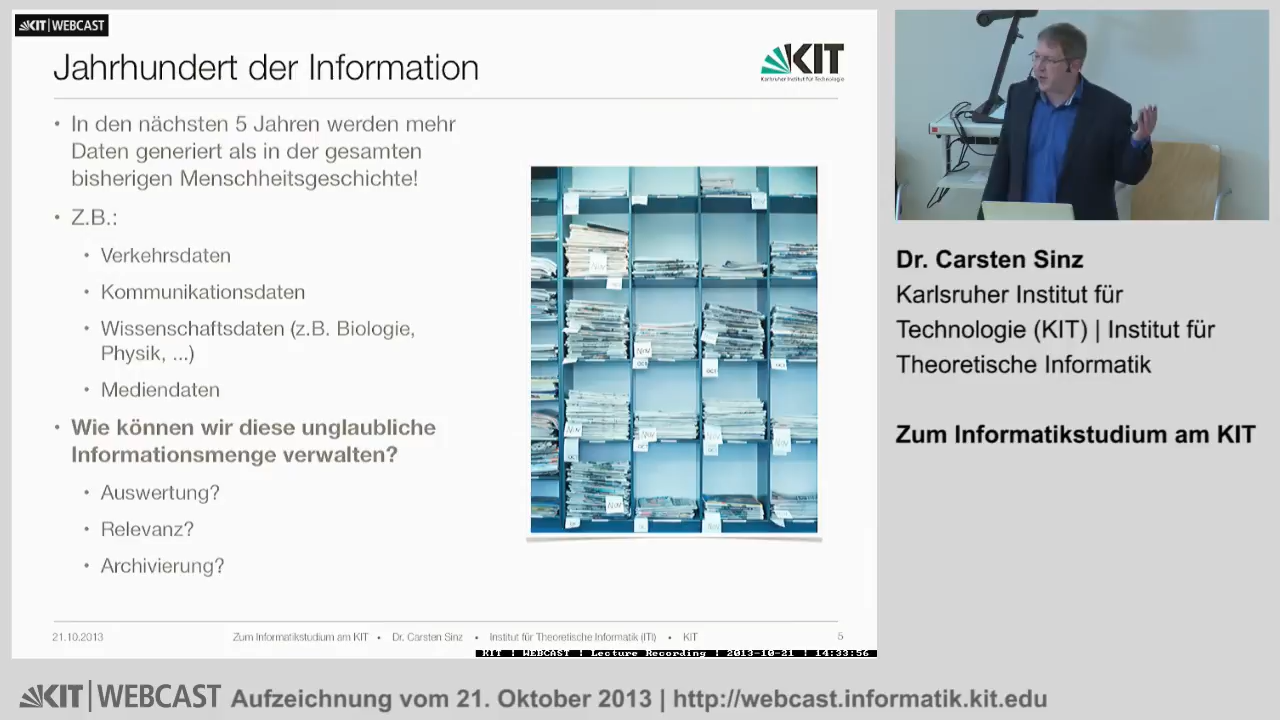 KIT | WEBCAST
Jahrhundert der Information
KIT
Karlsruher Institut für Technologie
• In den nächsten 5 Jahren werden mehr
Daten generiert als in der gesamten
bisherigen Menschheitsgeschichte!
• Z.B.:
• Verkehrsdaten
• Kommunikationsdaten
• Wissenschaftsdaten (z.B. Biologie,
Physik, ...)
• Mediendaten
• Wie können wir diese unglaubliche
Informationsmenge verwalten?
• Auswertung?
• Relevanz?
• Archivierung?
NOV
21.10.2013 Zum Informatikstudium am KIT • Dr. Carsten Sinz • Institut für Theoretische Informatik (ITI) • KIT 5
KIT | WEBCAST | Lecture Recording | 2013-10-21 | 14:33:56
Dr. Carsten Sinz
Karlsruher Institut für
Technologie (KIT) | Institut für
Theoretische Informatik
Zum Informatikstudium am KIT
KIT | WEBCAST Aufzeichnung vom 21. Oktober 2013 | http://webcast.informatik.kit.edu